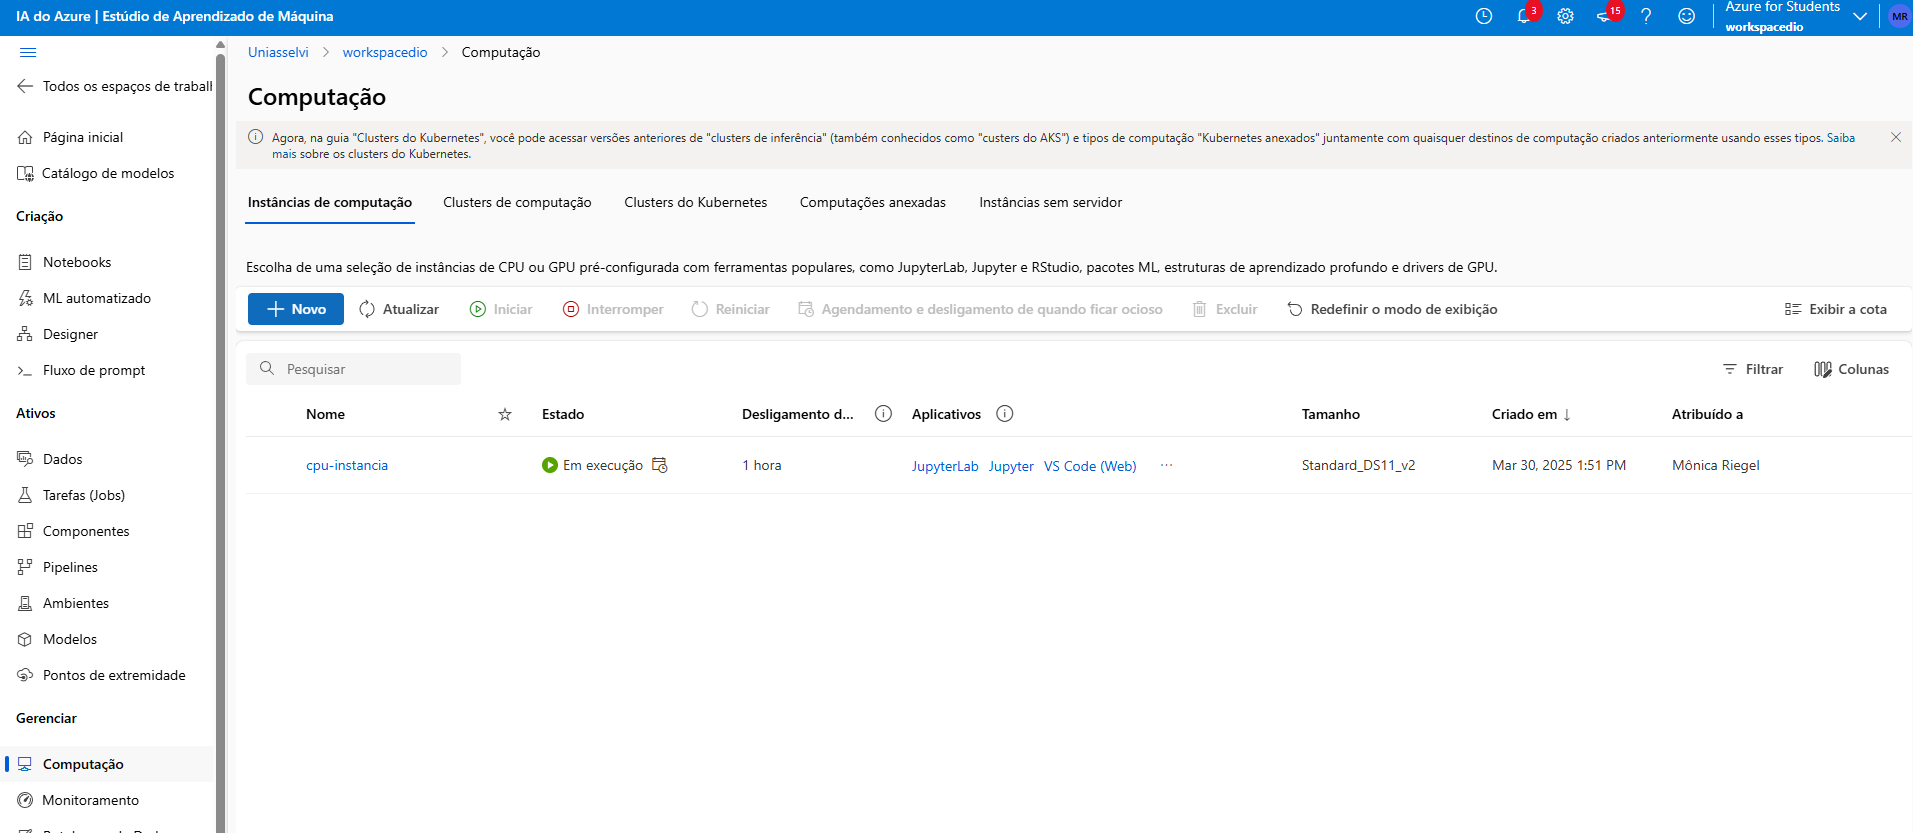 IA do Azure | Estúdio de Aprendizado de Máquina
3
15
Azure for Students
workspacedio
MR
Todos os espaços de trabal
Página inicial
Catálogo de modelos
Criação
Notebooks
ML automatizado
Designer
Fluxo de prompt
Ativos
Dados
Tarefas (Jobs)
Componentes
Pipelines
Ambientes
Modelos
Pontos de extremidade
Gerenciar
Computação
Monitoramento
Uniasselvi > workspacedio > Computação
Computação
Agora, na guia "Clusters do Kubernetes", você pode acessar versões anteriores de "clusters de inferência" (também conhecidos como "custers do AKS") e tipos de computação "Kubernetes anexados" juntamente com quaisquer destinos de computação criados anteriormente usando esses tipos. Saiba
mais sobre os clusters do Kubernetes.
Instâncias de computação Clusters de computação Clusters do Kubernetes Computações anexadas Instâncias sem servidor
Escolha de uma seleção de instâncias de CPU ou GPU pré-configurada com ferramentas populares, como JupyterLab, Jupyter e RStudio, pacotes ML, estruturas de aprendizado profundo e drivers de GPU.
Novo Atualizar Iniciar Interromper Reiniciar Agendamento e desligamento de quando ficar ocioso Excluir Redefinir o modo de exibição Exibir a cota
Pesquisar Filtrar Colunas
Nome Estado Desligamento d... Aplicativos Tamanho Criado em ↓ Atribuído a
cpu-instancia Em execução 1 hora JupyterLab Jupyter VS Code (Web) ... Standard_DS11_v2 Mar 30, 2025 1:51 PM Mônica Riegel